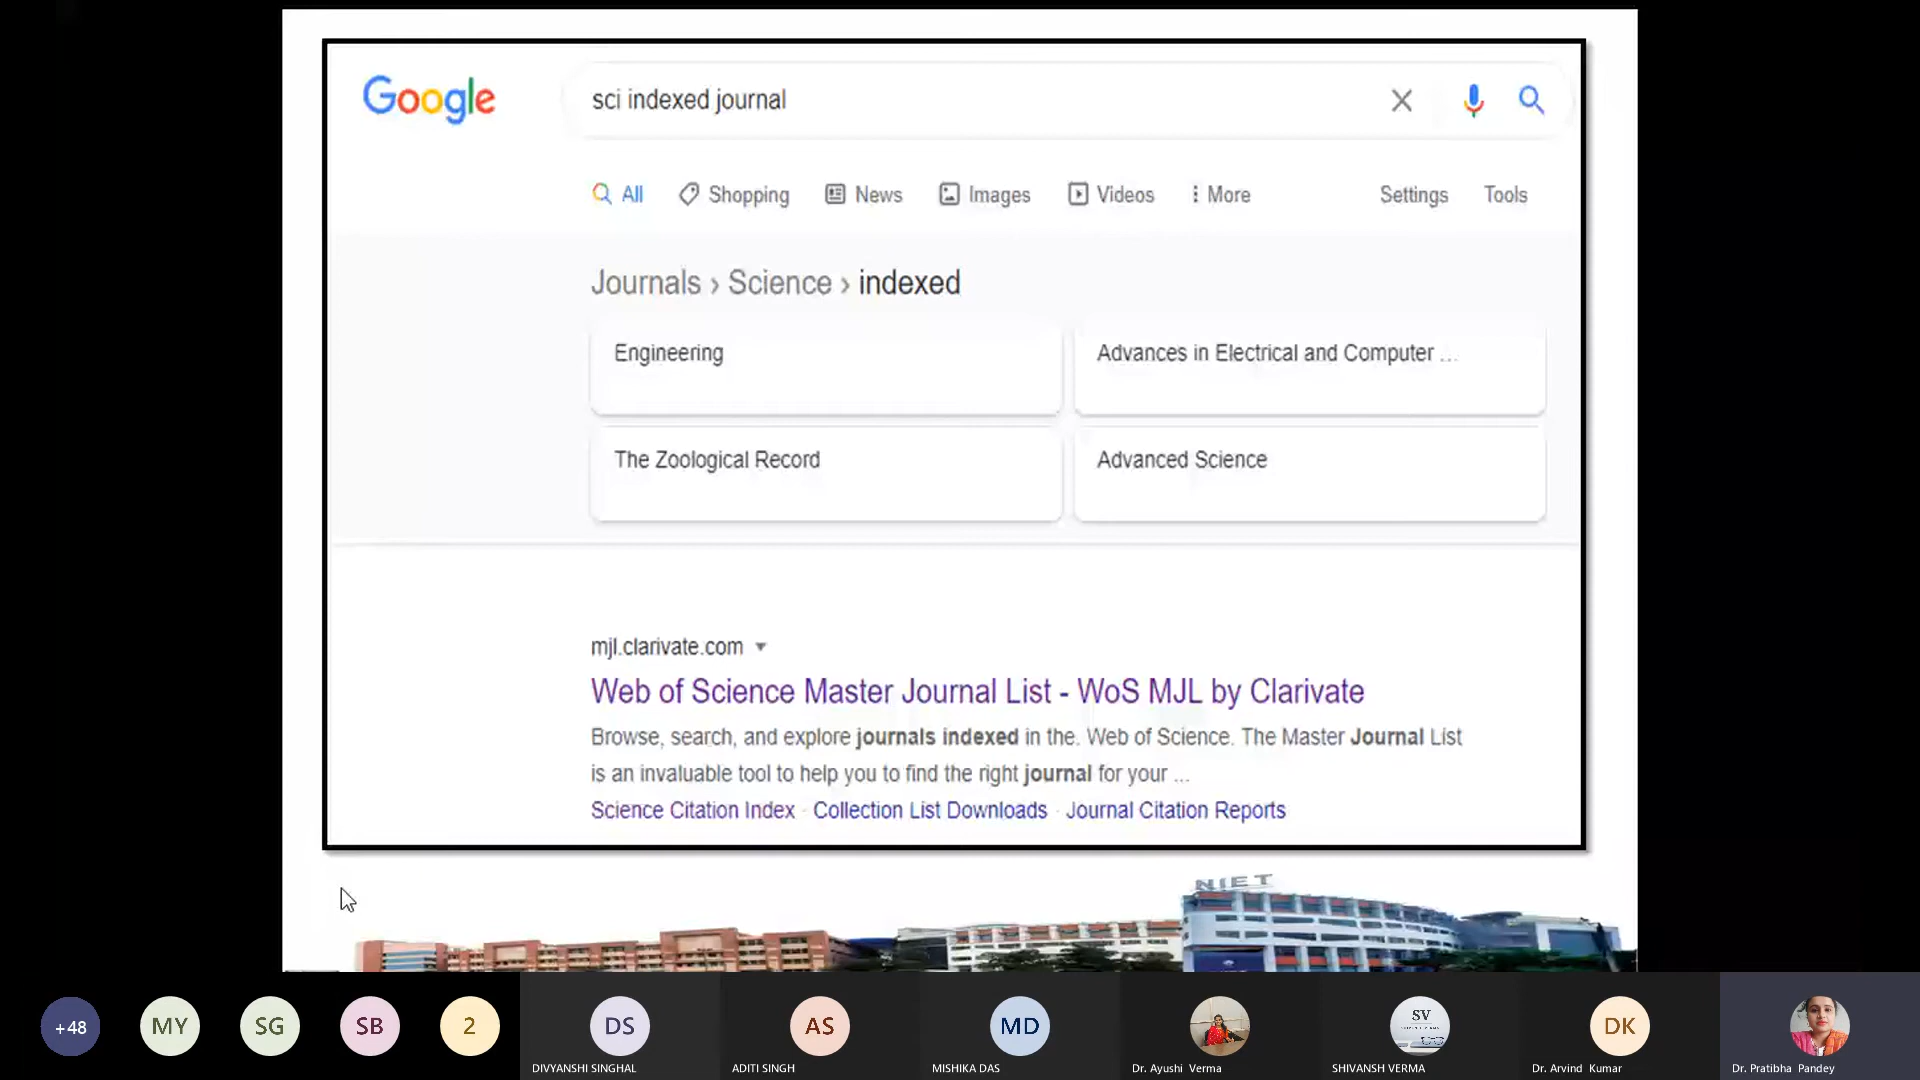 Google
sci indexed journal
All
Shopping
News
Images
Videos
More
Settings
Tools
Journals › Science › indexed
Engineering
Advances in Electrical and Computer ...
The Zoological Record
Advanced Science
mjl.clarivate.com
Web of Science Master Journal List - WoS MJL by Clarivate
Browse, search, and explore journals indexed in the. Web of Science. The Master Journal List
is an invaluable tool to help you to find the right journal for your ...
Science Citation Index · Collection List Downloads · Journal Citation Reports
NIET
+48
MY
SG
SB
2
DS
DIVYANSHI SINGHAL
AS
ADITI SINGH
MD
MISHIKA DAS
Dr. Ayushi Verma
SV
SHIVANSH VERMA
DK
Dr. Arvind Kumar
Dr. Pratibha Pandey